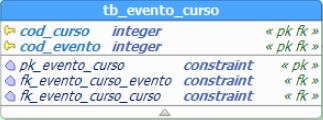 tb_evento_curso
cod_curso integer « pk fk »
cod_evento integer « pk fk »
pk_evento_curso constraint « pk »
fk_evento_curso_evento constraint « fk »
fk_evento_curso_curso constraint « fk »